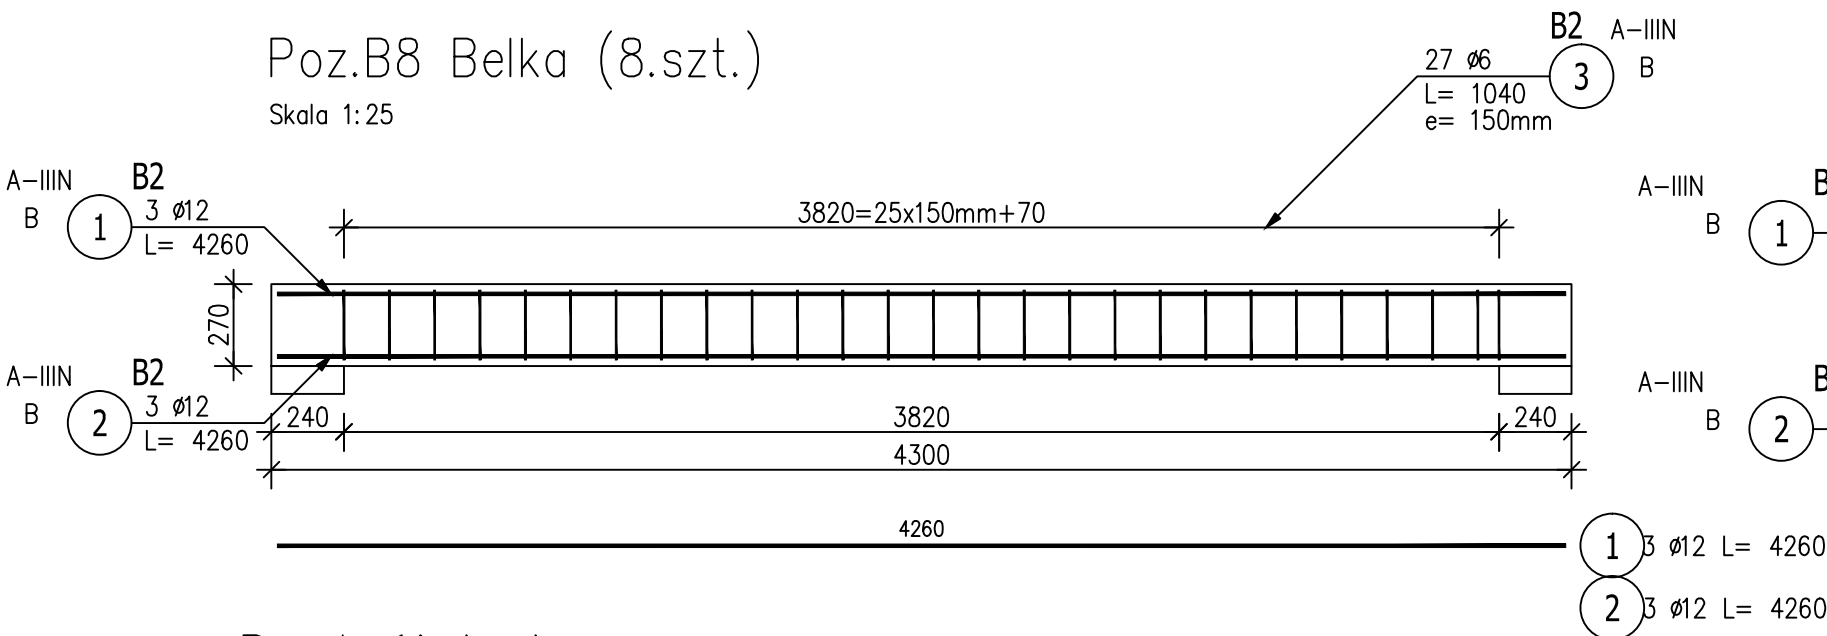 Poz.B8 Belka (8.szt.)
Skala 1:25
B2 A-IIIN
27 ø6 3 B
L= 1040
e= 150mm
A-IIIN B2
B 1 3 ø12
L= 4260
3820=25x150mm+70
A-IIIN
B 1
270
A-IIIN B2
B 2 3 ø12
L= 4260
A-IIIN
B 2
240 3820 240
4300
4260
1 3 ø12 L= 4260
2 3 ø12 L= 4260